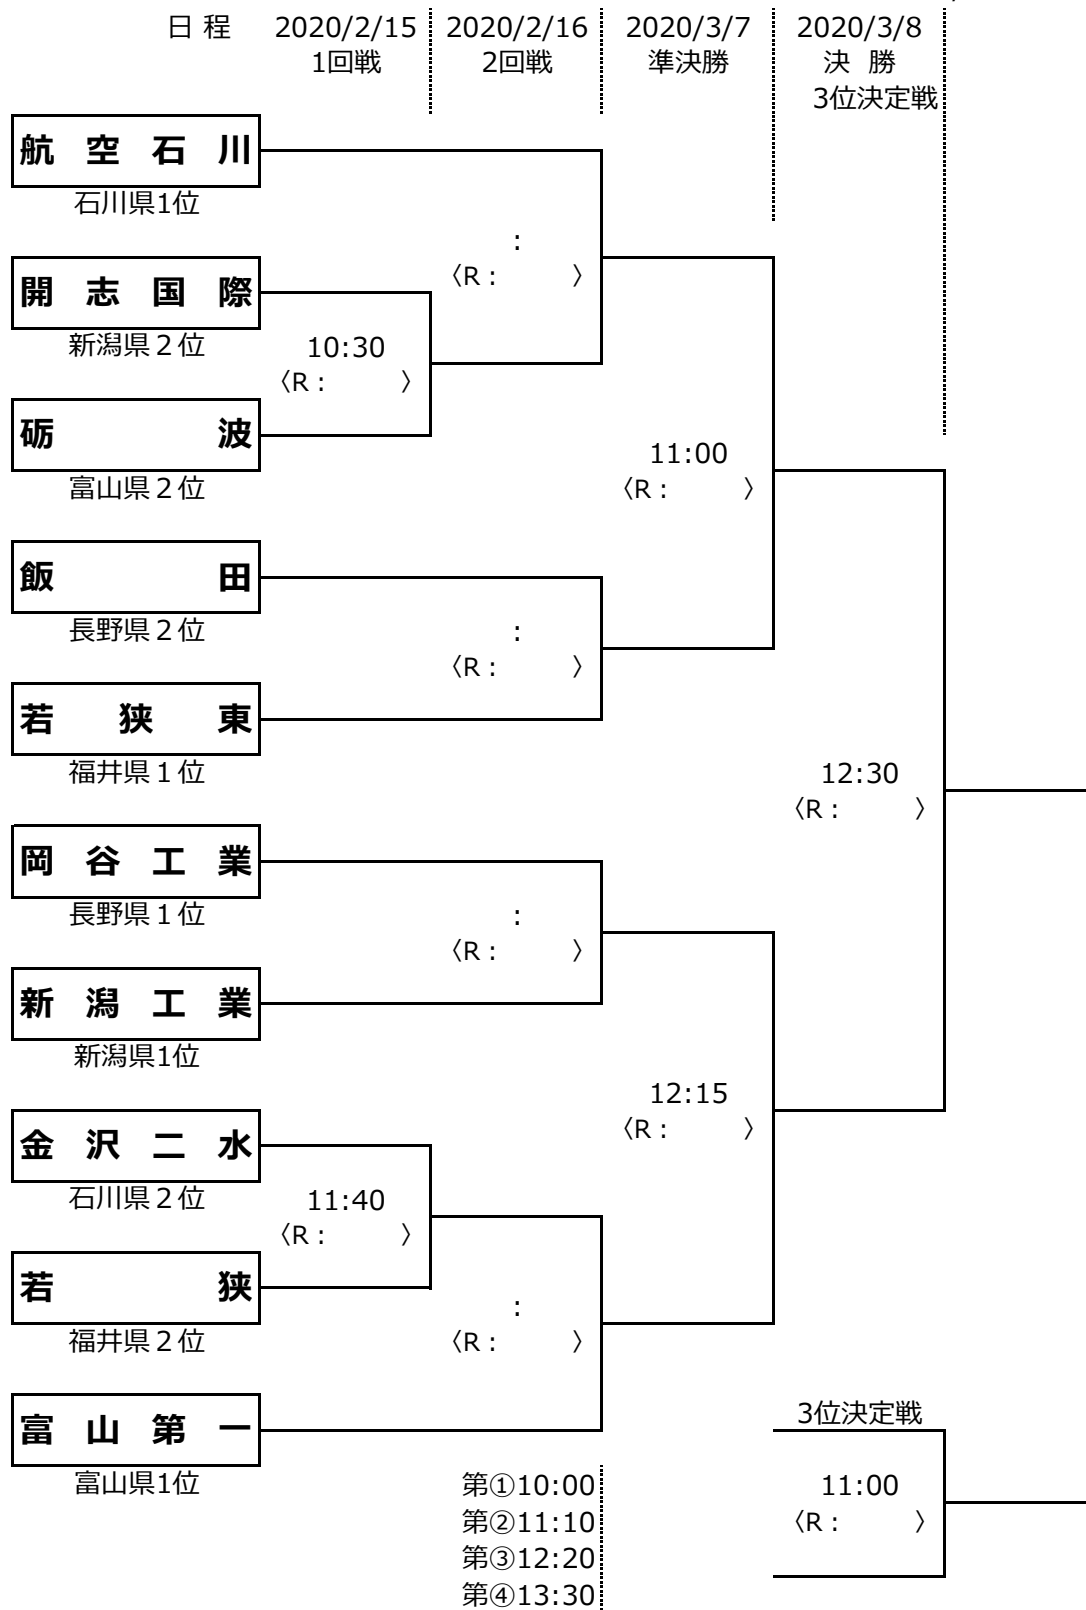 日 程 2020/2/15 2020/2/16 2020/3/7 2020/3/8
1回戦 2回戦 準決勝 決 勝
3位決定戦
航 空 石 川
石川県1位
:
〈R: 〉
開 志 国 際
新潟県２位
10:30
〈R: 〉
砺 波
富山県２位
11:00
〈R: 〉
飯 田
長野県２位
:
〈R: 〉
若 狭 東
福井県１位
12:30
〈R: 〉
岡 谷 工 業
長野県１位
:
〈R: 〉
新 潟 工 業
新潟県1位
12:15
〈R: 〉
金 沢 二 水
石川県２位
11:40
〈R: 〉
若 狭
福井県２位
:
〈R: 〉
富 山 第 一
富山県1位
3位決定戦
11:00
〈R: 〉
第①10:00
第②11:10
第③12:20
第④13:30